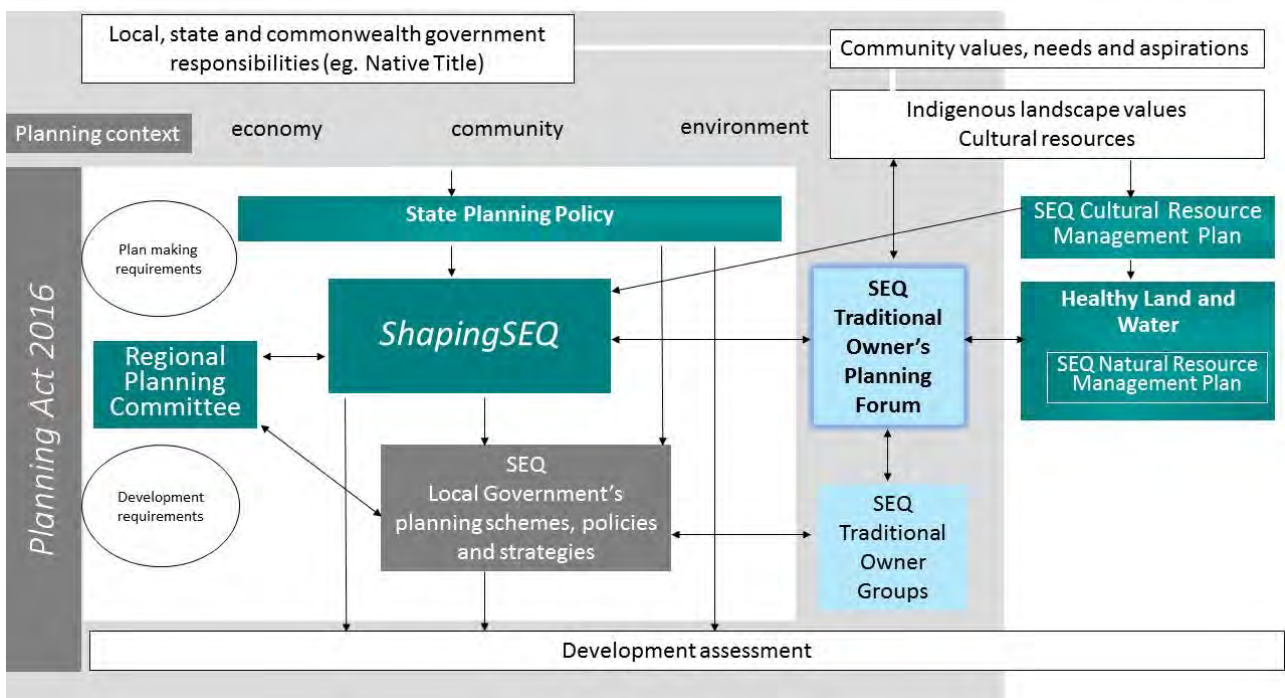 Local, state and commonwealth government
responsibilities (eg. Native Title)
Community values, needs and aspirations
Indigenous landscape values
Cultural resources
Planning context
economy
community
environment
Planning Act 2016
Plan making
requirements
State Planning Policy
SEQ Cultural Resource
Management Plan
ShapingSEQ
SEQ
Traditional
Owner's
Planning
Forum
Healthy Land and
Water
SEQ Natural Resource
Management Plan
Regional
Planning
Committee
Development
requirements
SEQ
Local Government's
planning schemes, policies
and strategies
SEQ
Traditional
Owner
Groups
Development assessment